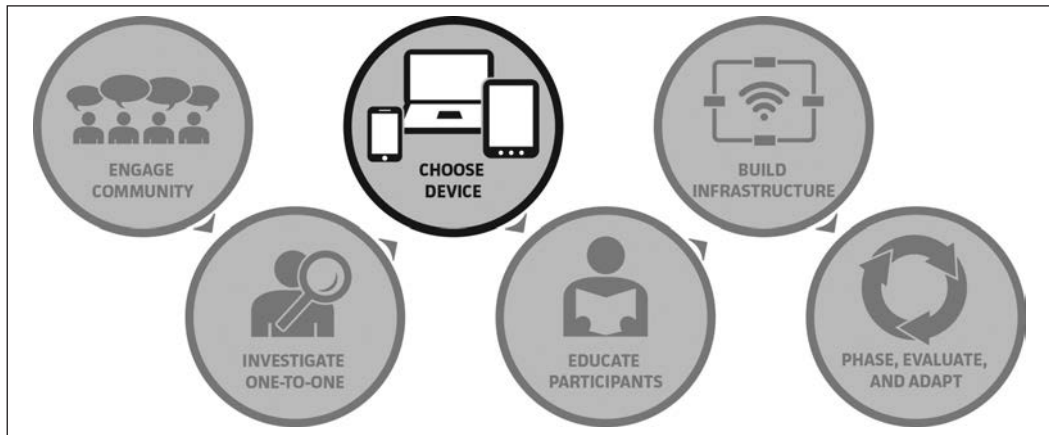 ENGAGE
COMMUNITY
INVESTIGATE
ONE-TO-ONE
CHOOSE
DEVICE
EDUCATE
PARTICIPANTS
BUILD
INFRASTRUCTURE
PHASE, EVALUATE,
AND ADAPT